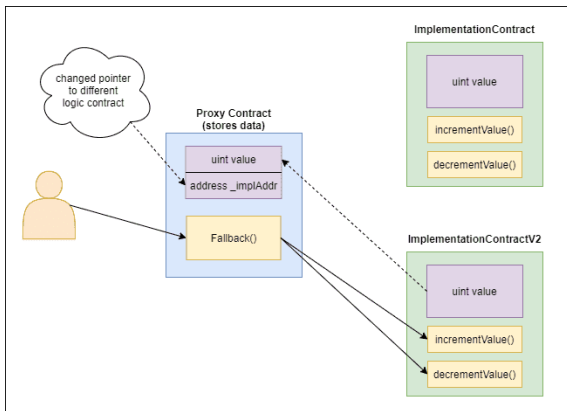 ImplementationContract
uint value
incrementValue()
decrementValue()
changed pointer
to different
logic contract
Proxy Contract
(stores data)
uint value
address _implAddr
Fallback()
ImplementationContractV2
uint value
incrementValue()
decrementValue()